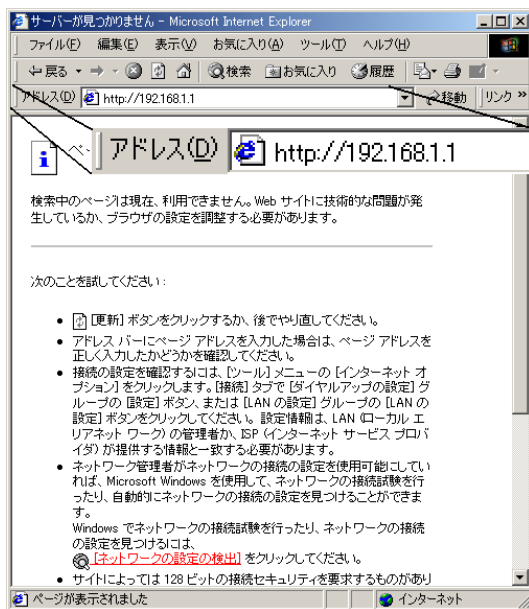 サーバーが見つかりません - Microsoft Internet Explorer
ファイル(F) 編集(E) 表示(V) お気に入り(A) ツール(T) ヘルプ(H)
戻る 検索 お気に入り 履歴
アドレス(D) http://192.168.1.1 移動 リンク »
ペ
アドレス(D) http://192.168.1.1
検索中のページは現在、利用できません。Web サイトに技術的な問題が発
生しているか、ブラウザの設定を調整する必要があります。
次のことを試してください:
● [更新] ボタンをクリックするか、後でやり直してください。
● アドレス バーにページ アドレスを入力した場合は、ページ アドレスを
正しく入力したかどうかを確認してください。
● 接続の設定を確認するには、[ツール] メニューの [インターネット オ
プション] をクリックします。[接続] タブで [ダイヤルアップの設定] グ
ループの [設定] ボタン、または [LAN の設定] グループの [LAN の
設定] ボタンをクリックしてください。設定情報は、LAN (ローカル エ
リアネット ワーク) の管理者か、ISP (インターネット サービス プロバ
イダ) が提供する情報と一致する必要があります。
● ネットワーク管理者がネットワークの接続の設定を使用可能にしてい
れば、Microsoft Windows を使用して、ネットワークの接続試験を行
ったり、自動的にネットワークの接続の設定を見つけることができま
す。
Windows でネットワークの接続試験を行ったり、ネットワークの接続
の設定を見つけるには、
[ネットワークの設定の検出] をクリックしてください。
● サイトによっては 128 ビットの接続セキュリティを要求するものがあり
ページが表示されました インターネット